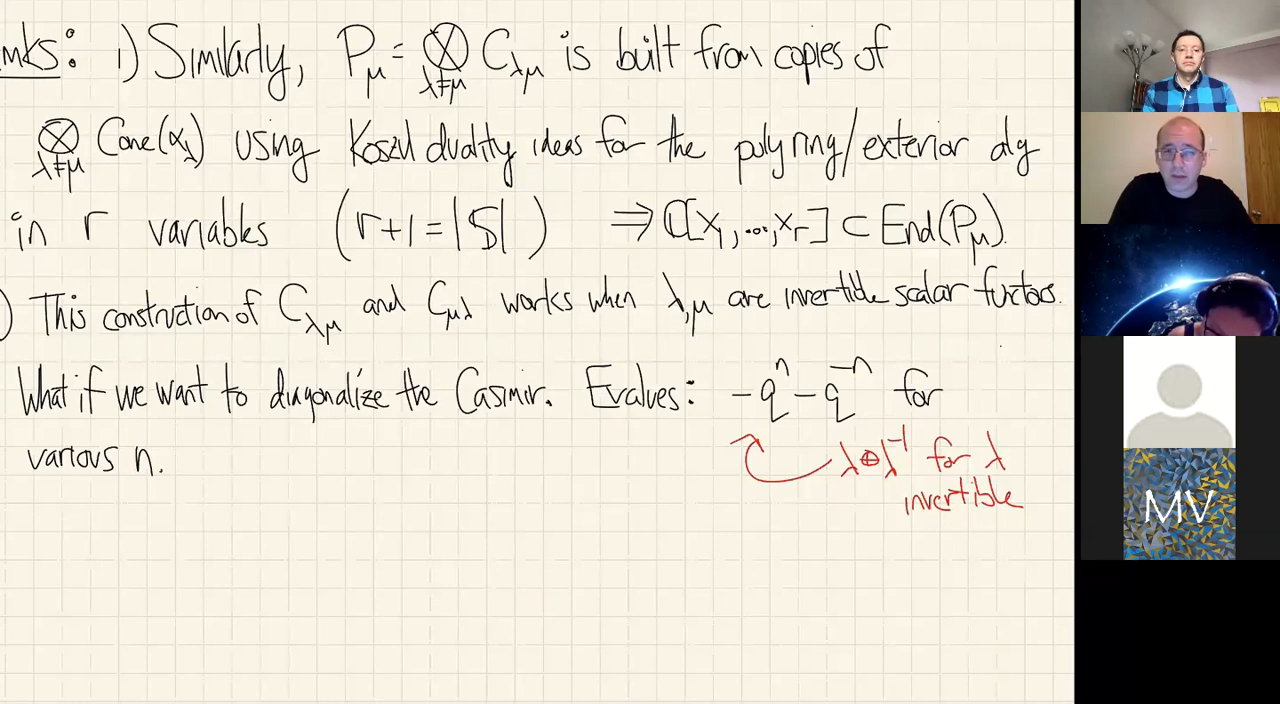 mks: 1) Similarly, P_μ = ⊗_{λ≠μ} C_{λμ} is built from copies of
⊗_{λ≠μ} Cone(α_λ) using Koszul duality ideas for the poly ring/exterior alg
in r variables (r+1 = |S|) ⇒ ℂ[x_1,...,x_r] ⊂ End(P_μ).
) This construction of C_{λμ} and C_{μλ} works when λ,μ are invertible scalar functors.
What if we want to diagonalize the Casimir. Evalues: -q^n - q^{-n} for
various n.
λ⊕λ^{-1} for λ
invertible
MV